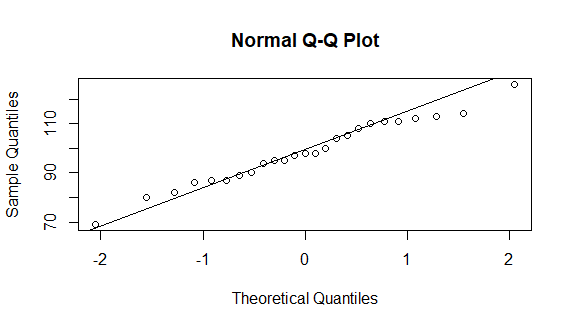 Normal Q-Q Plot
Sample Quantiles
110
90
70
-2 -1 0 1 2
Theoretical Quantiles